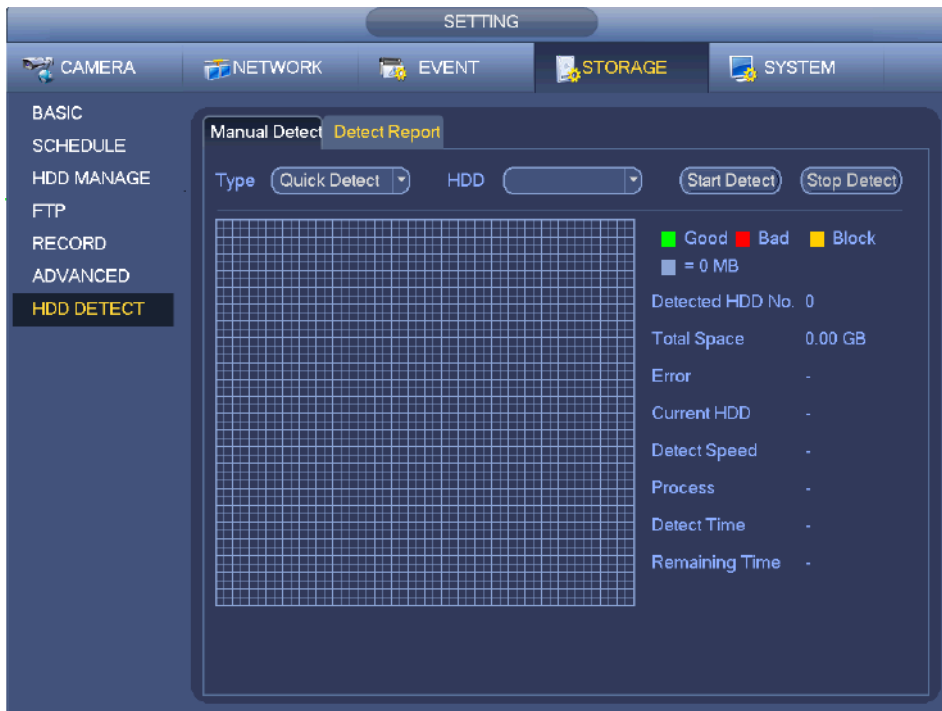 SETTING
CAMERA NETWORK EVENT STORAGE SYSTEM
BASIC
SCHEDULE
HDD MANAGE
FTP
RECORD
ADVANCED
HDD DETECT
Manual Detect Detect Report
Type Quick Detect HDD Start Detect Stop Detect
Good Bad Block
= 0 MB
Detected HDD No. 0
Total Space 0.00 GB
Error -
Current HDD -
Detect Speed -
Process -
Detect Time -
Remaining Time -